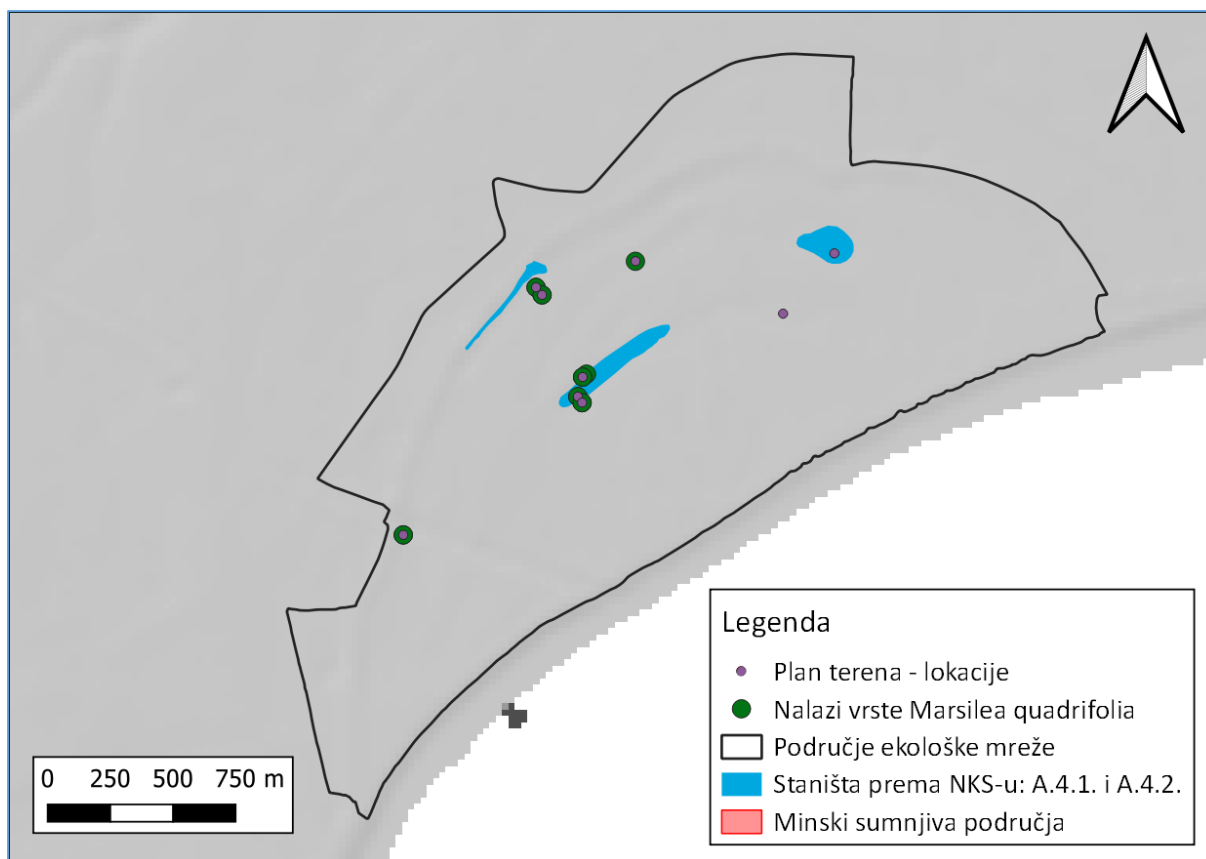 Legenda
Plan terena - lokacije
Nalazi vrste Marsilea quadrifolia
Područje ekološke mreže
Staništa prema NKS-u: A.4.1. i A.4.2.
Minski sumnjiva područja
0 250 500 750 m